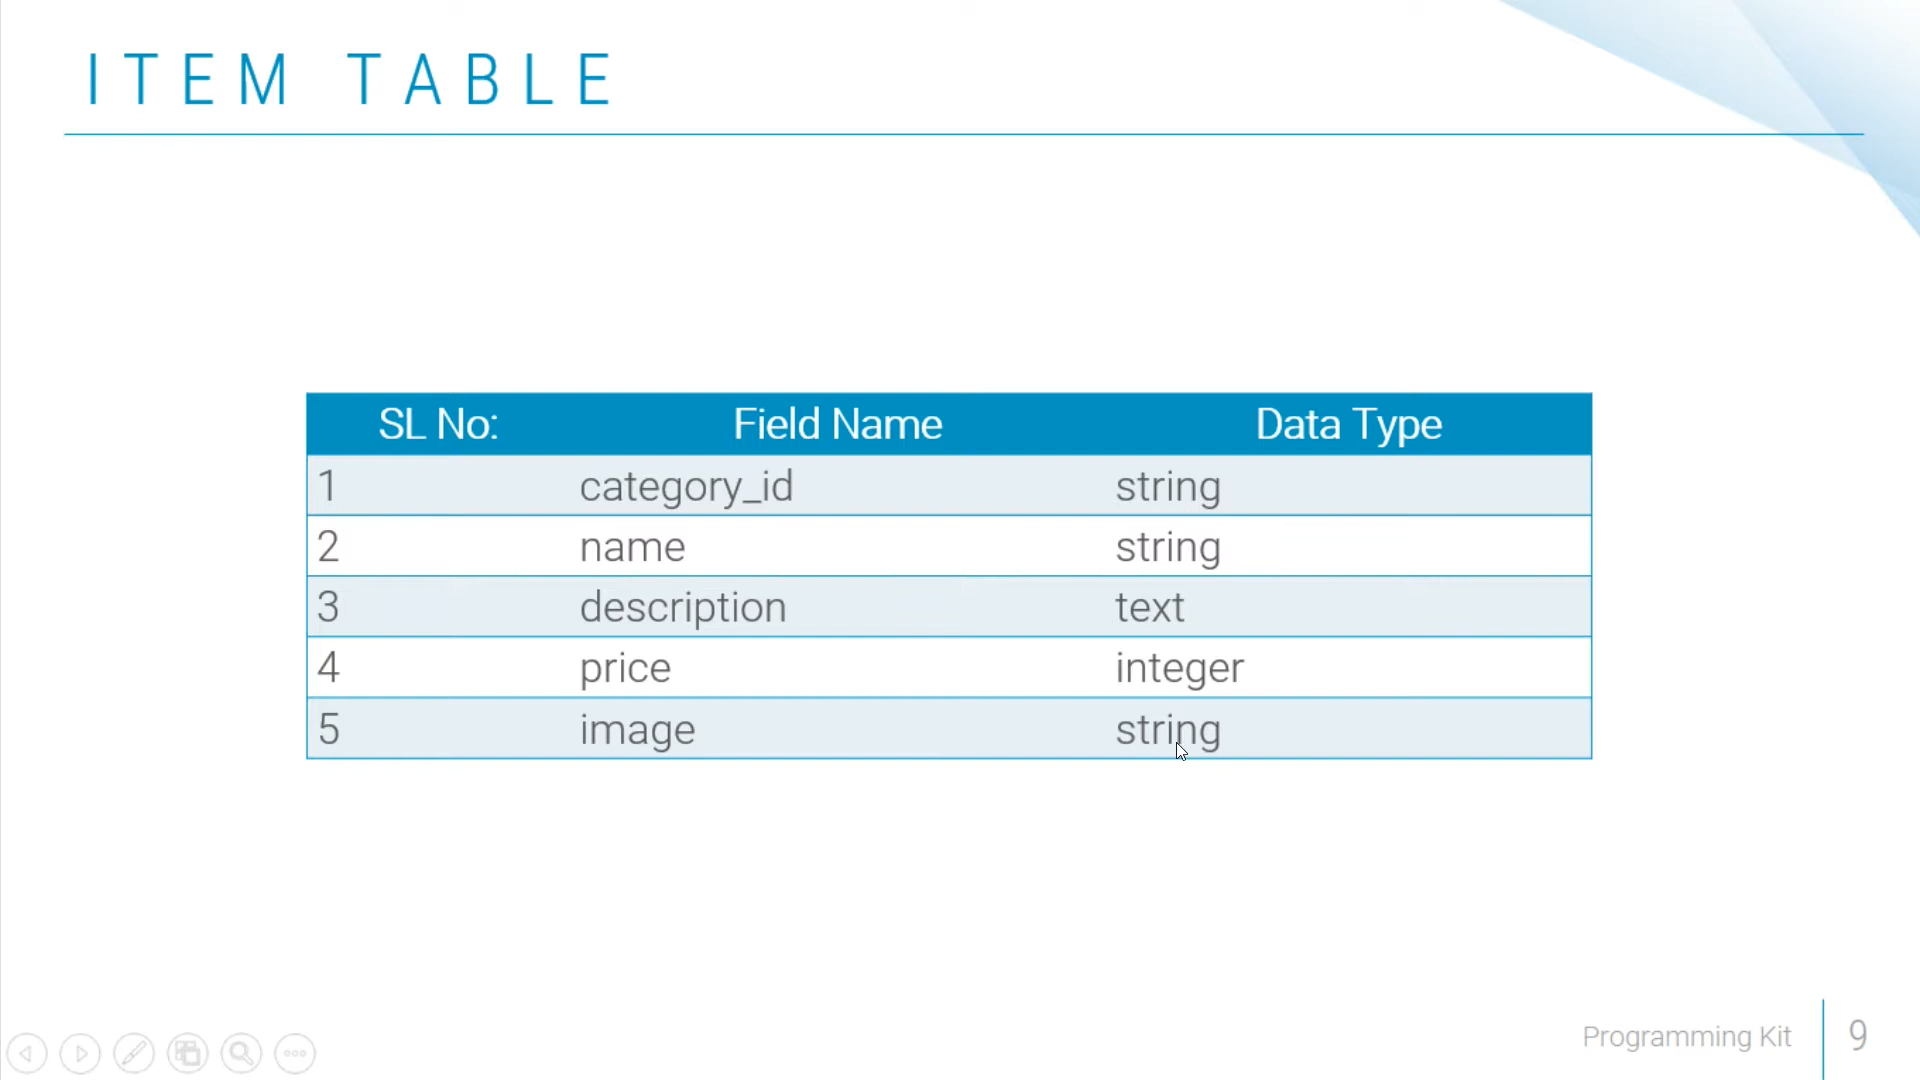 ITEM TABLE
SL No: Field Name Data Type
1 category_id string
2 name string
3 description text
4 price integer
5 image string
Programming Kit 9